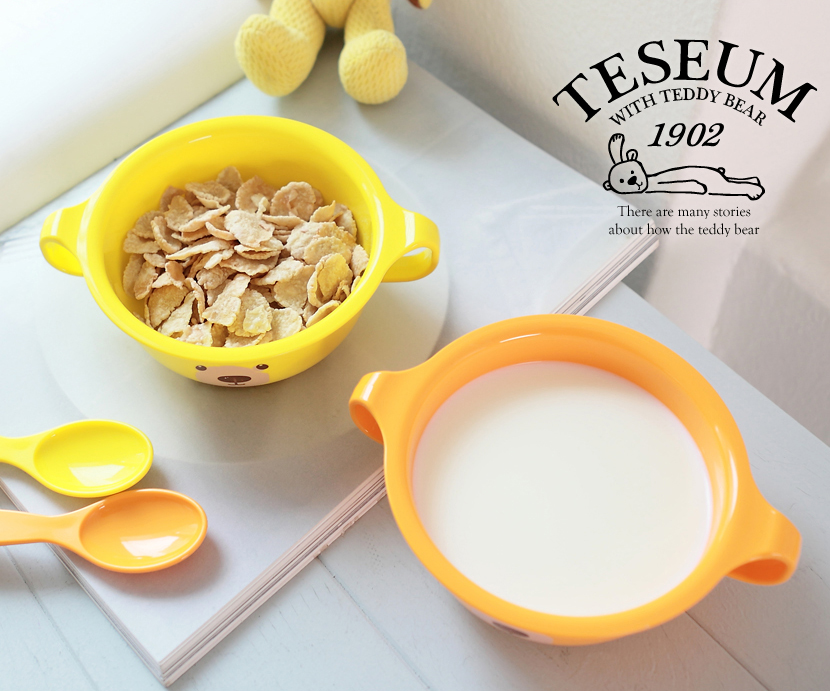 TESEUM
WITH TEDDY BEAR
1902
There are many stories
about how the teddy bear